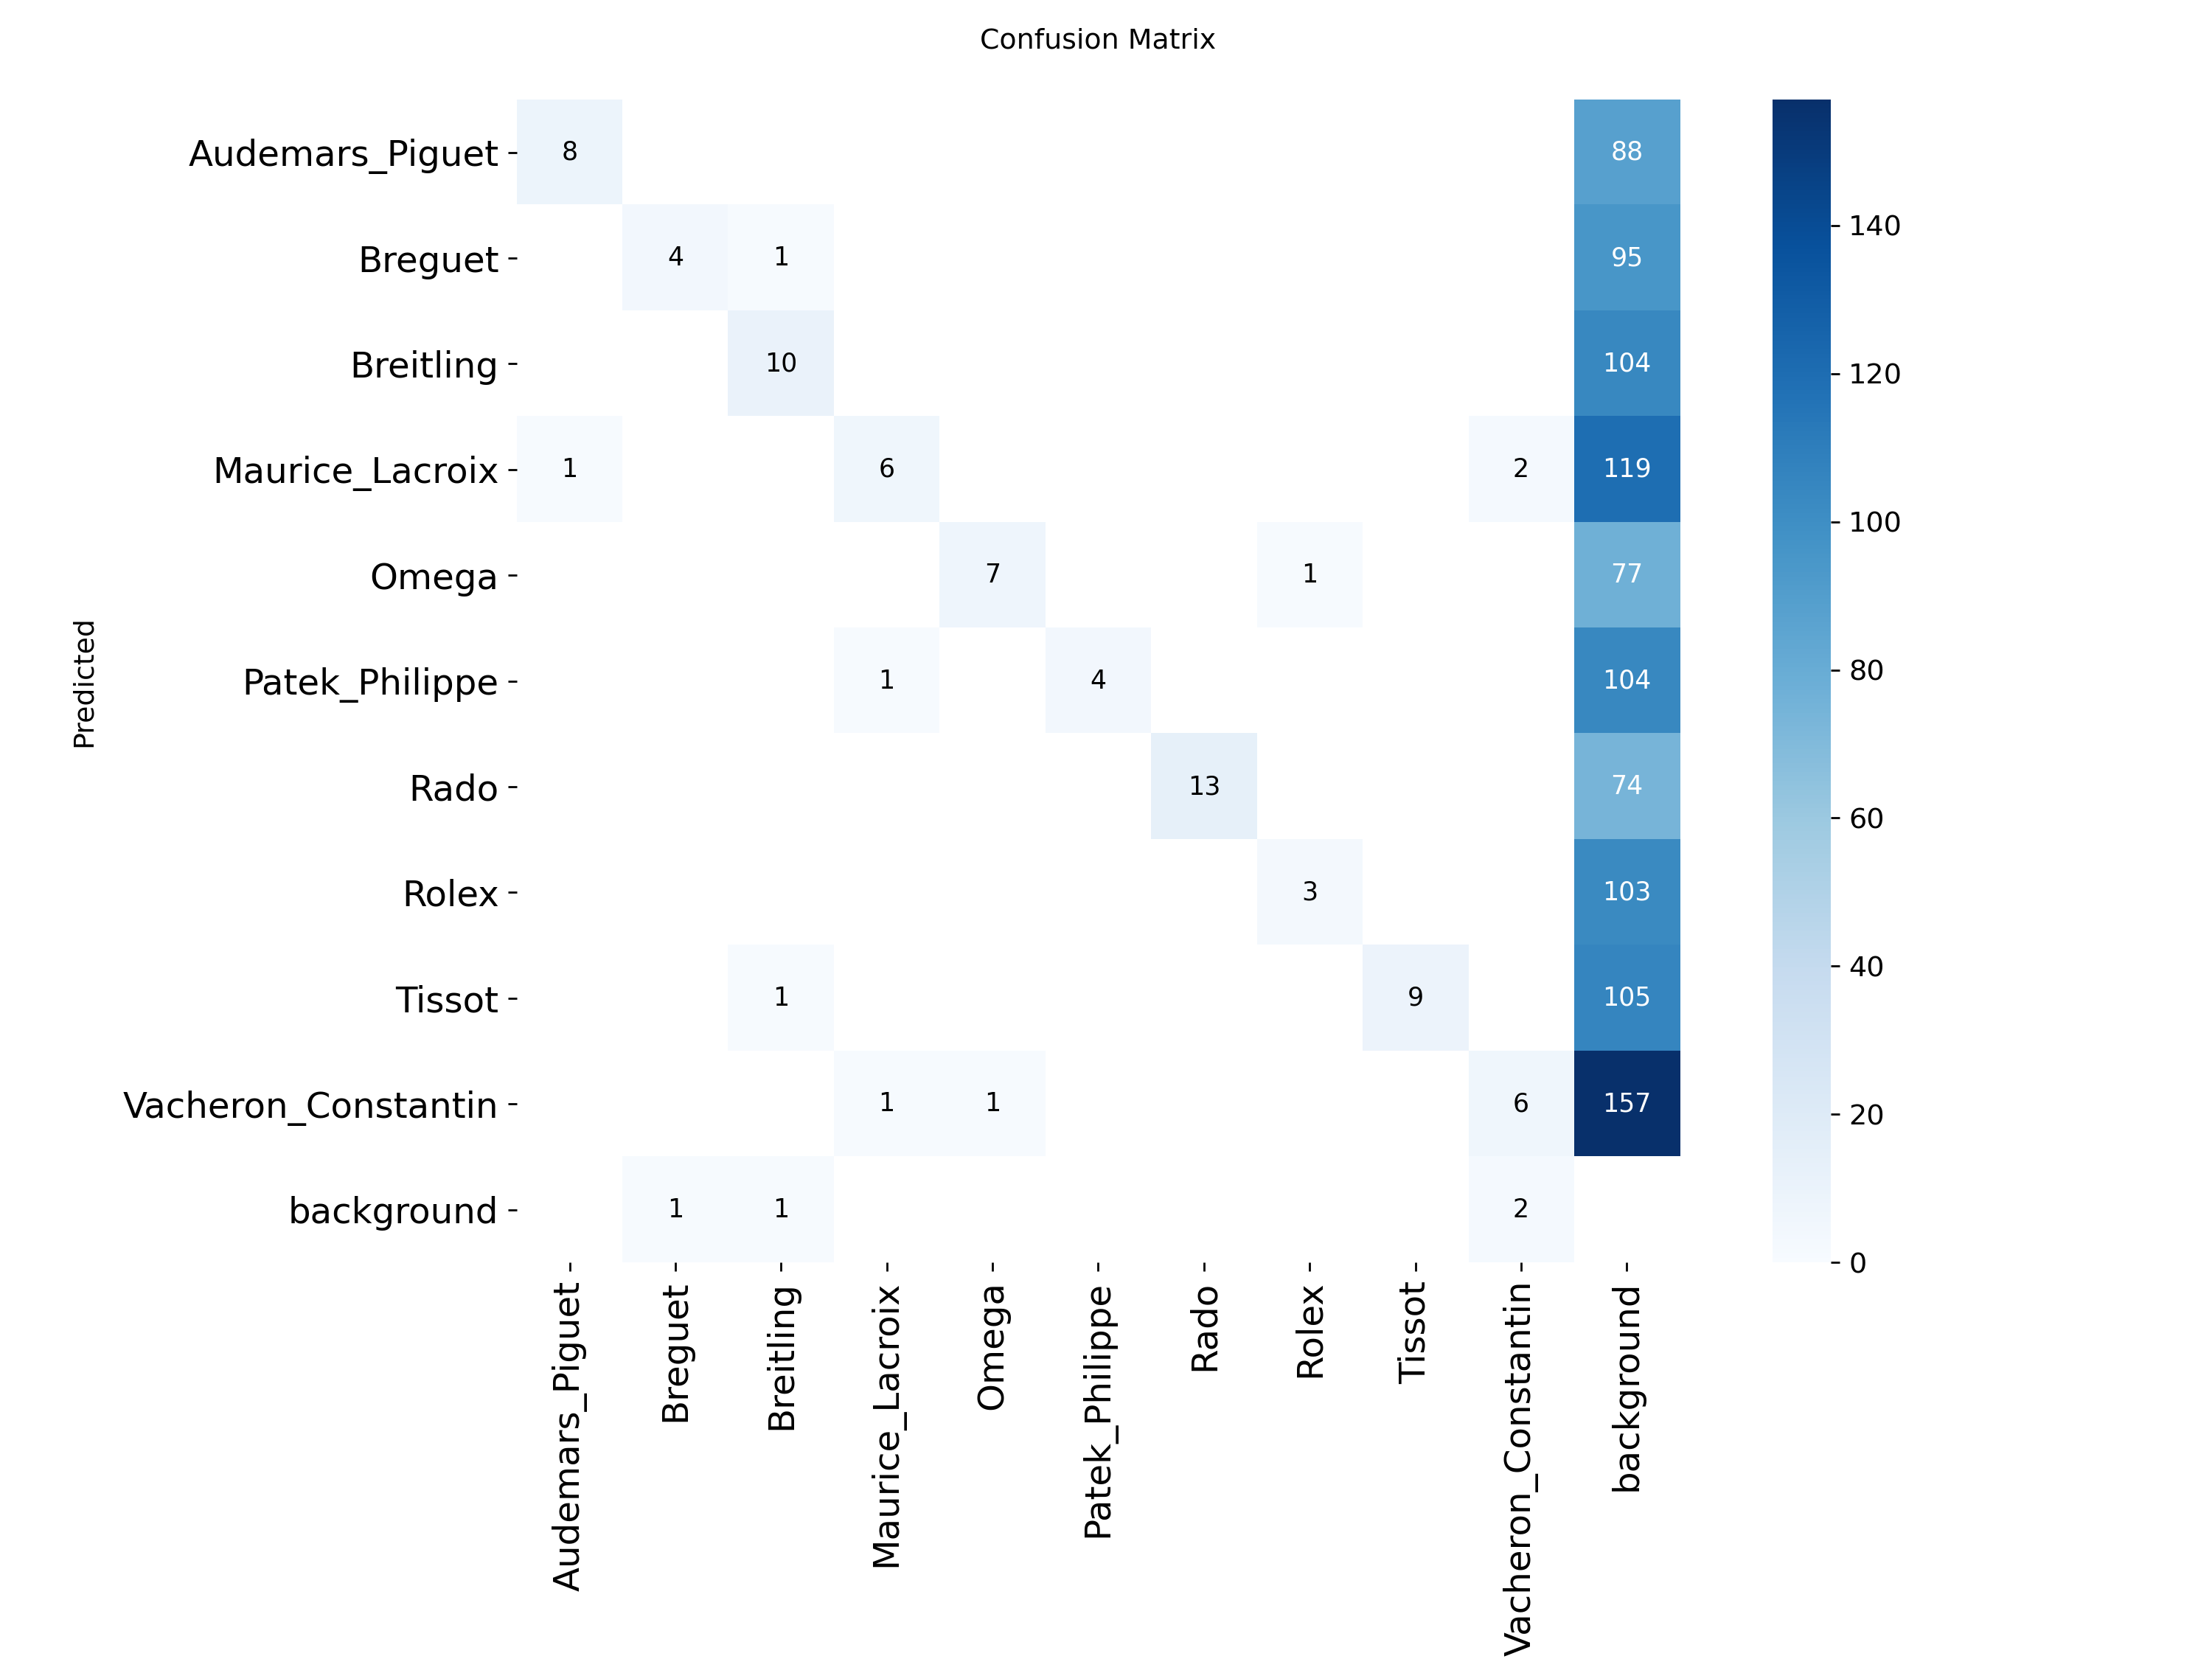 Confusion Matrix
Predicted
Audemars_Piguet 8 88
Breguet 4 1 95
Breitling 10 104
Maurice_Lacroix 1 6 2 119
Omega 7 1 77
Patek_Philippe 1 4 104
Rado 13 74
Rolex 3 103
Tissot 1 9 105
Vacheron_Constantin 1 1 6 157
background 1 1 2
Audemars_Piguet
Breguet
Breitling
Maurice_Lacroix
Omega
Patek_Philippe
Rado
Rolex
Tissot
Vacheron_Constantin
background
140
120
100
80
60
40
20
0